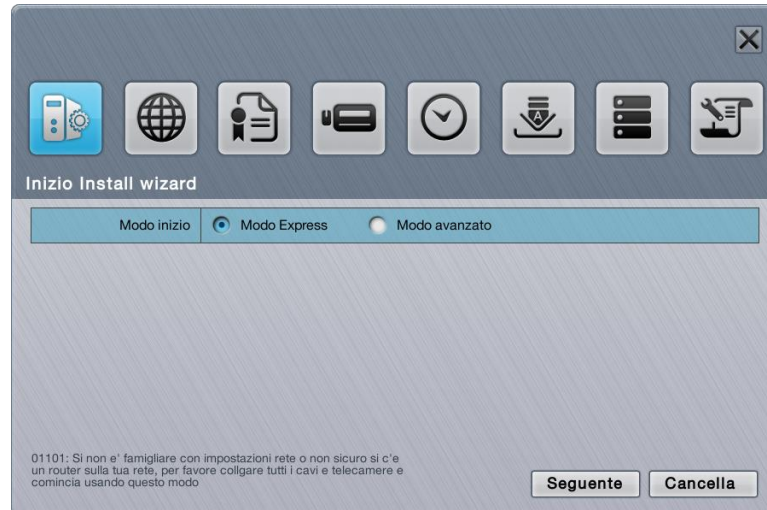 Inizio Install wizard
Modo inizio Modo Express Modo avanzato
01101: Si non e' famigliare con impostazioni rete o non sicuro si c'e
un router sulla tua rete, per favore collgare tutti i cavi e telecamere e
comincia usando questo modo
Seguente Cancella